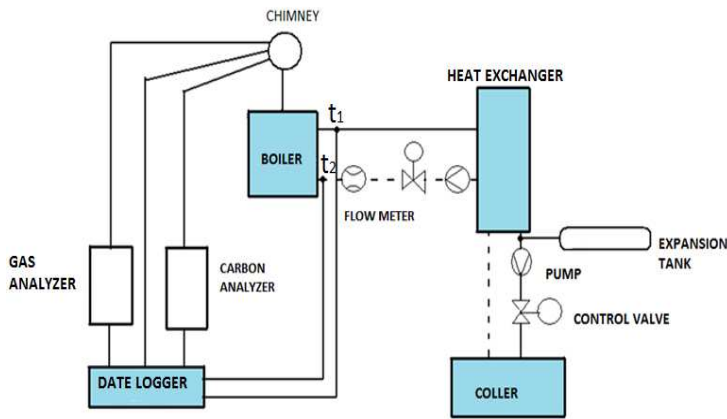 CHIMNEY
HEAT EXCHANGER
t1
BOILER
t2
FLOW METER
GAS
ANALYZER
CARBON
ANALYZER
EXPANSION
TANK
PUMP
CONTROL VALVE
DATE LOGGER
COLLER